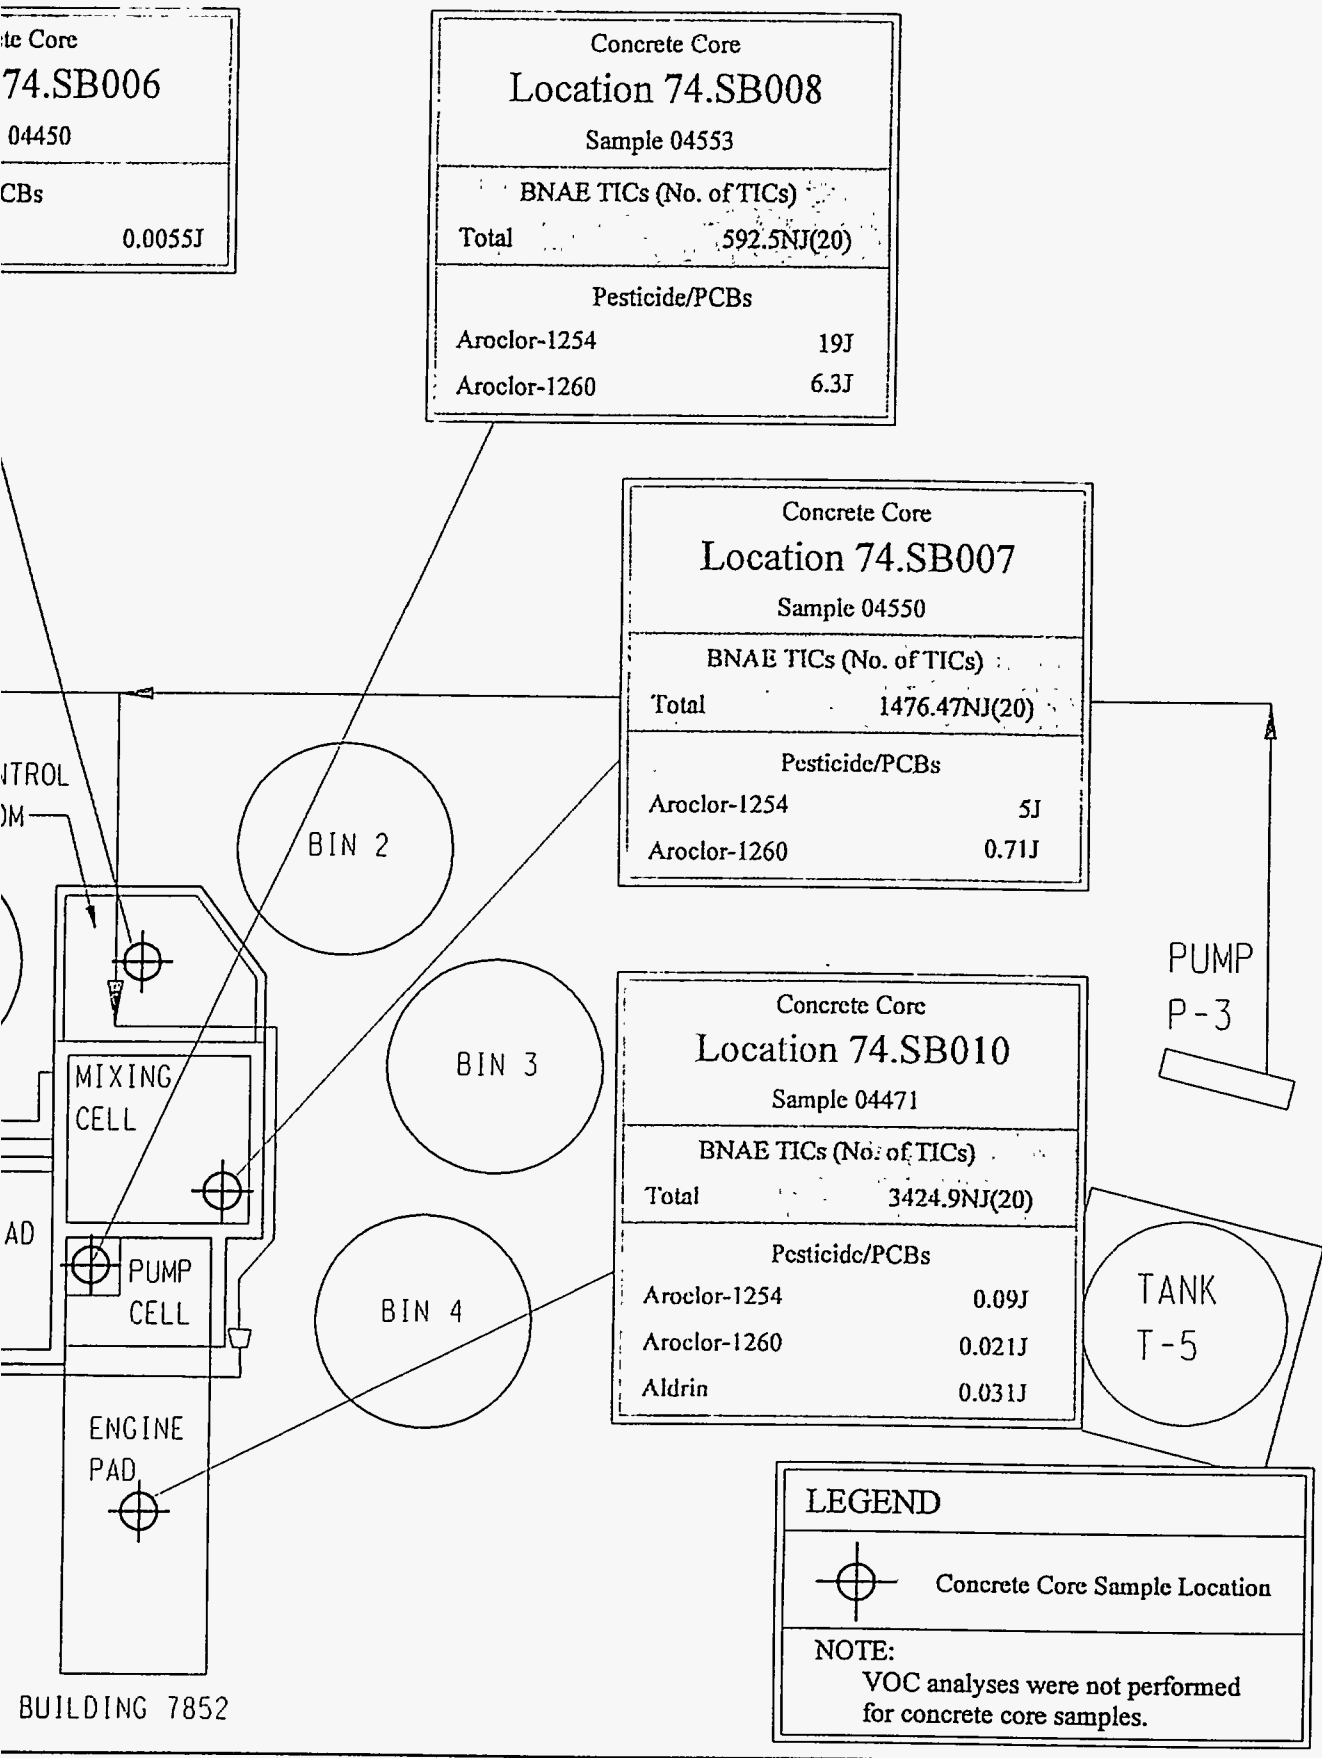 te Core
74.SB006
04450
CBs
0.0055J
Concrete Core
Location 74.SB008
Sample 04553
BNAE TICs (No. of TICs)
Total 592.5NJ(20)
Pesticide/PCBs
Aroclor-1254 19J
Aroclor-1260 6.3J
Concrete Core
Location 74.SB007
Sample 04550
BNAE TICs (No. of TICs)
Total 1476.47NJ(20)
Pesticide/PCBs
Aroclor-1254 5J
Aroclor-1260 0.71J
NTROL
OM
BIN 2
BIN 3
BIN 4
MIXING
CELL
AD
PUMP
CELL
ENGINE
PAD
BUILDING 7852
Concrete Core
Location 74.SB010
Sample 04471
BNAE TICs (No. of TICs)
Total 3424.9NJ(20)
Pesticide/PCBs
Aroclor-1254 0.09J
Aroclor-1260 0.021J
Aldrin 0.031J
PUMP
P-3
TANK
T-5
LEGEND
Concrete Core Sample Location
NOTE:
VOC analyses were not performed
for concrete core samples.